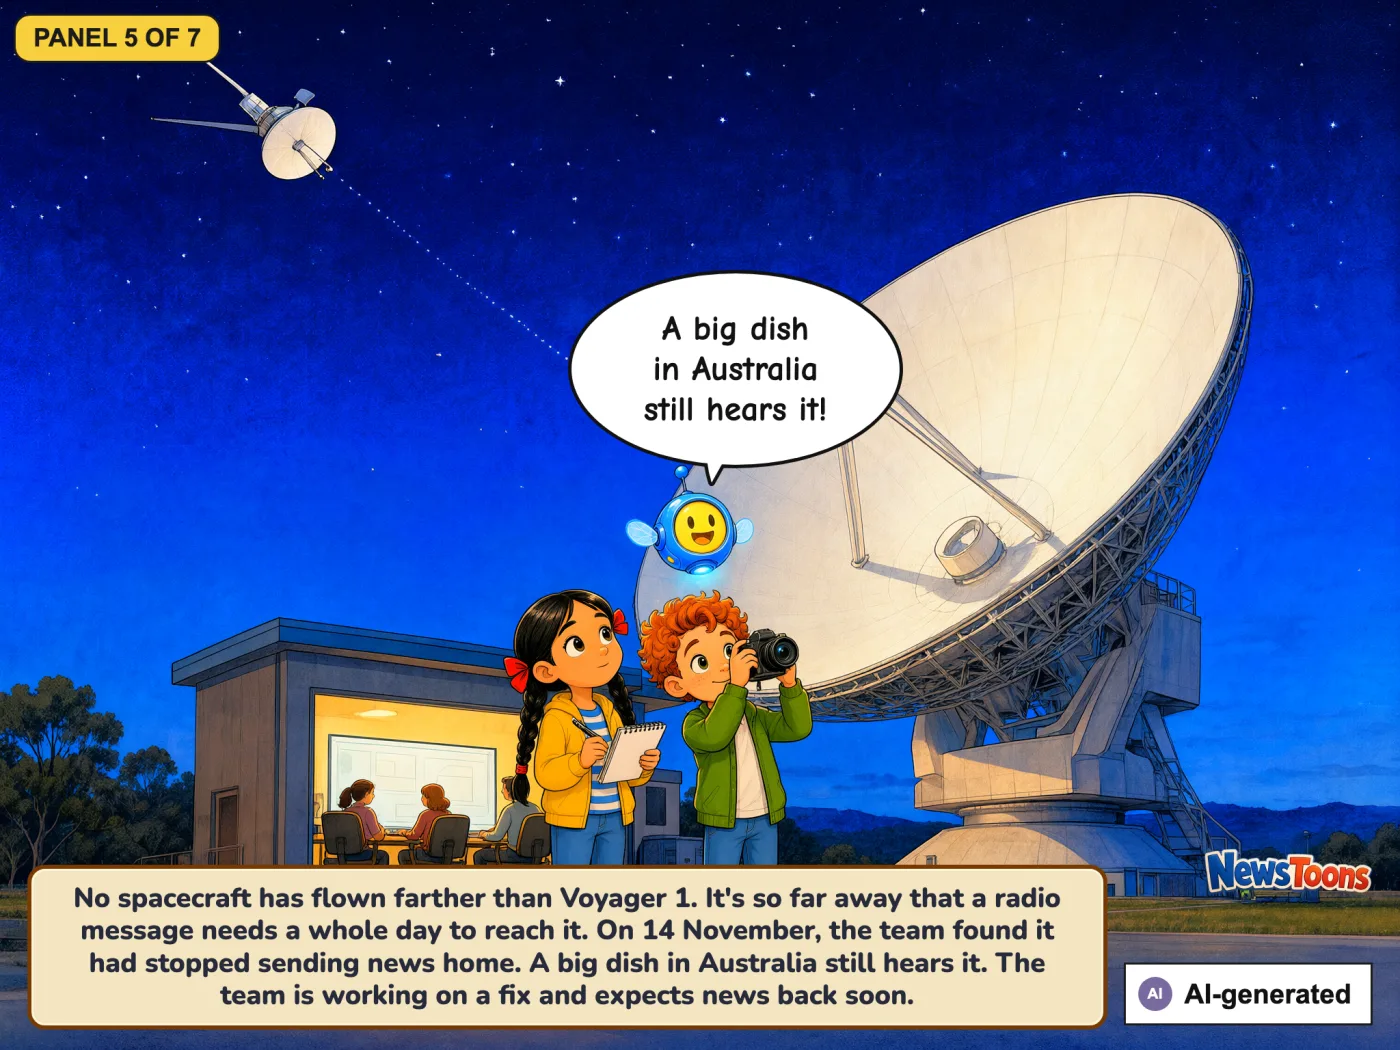 PANEL 5 OF 7
A big dish
in Australia
still hears it!
No spacecraft has flown farther than Voyager 1. It's so far away that a radio
message needs a whole day to reach it. On 14 November, the team found it
had stopped sending news home. A big dish in Australia still hears it. The
team is working on a fix and expects news back soon.
NewsToons
AI AI-generated